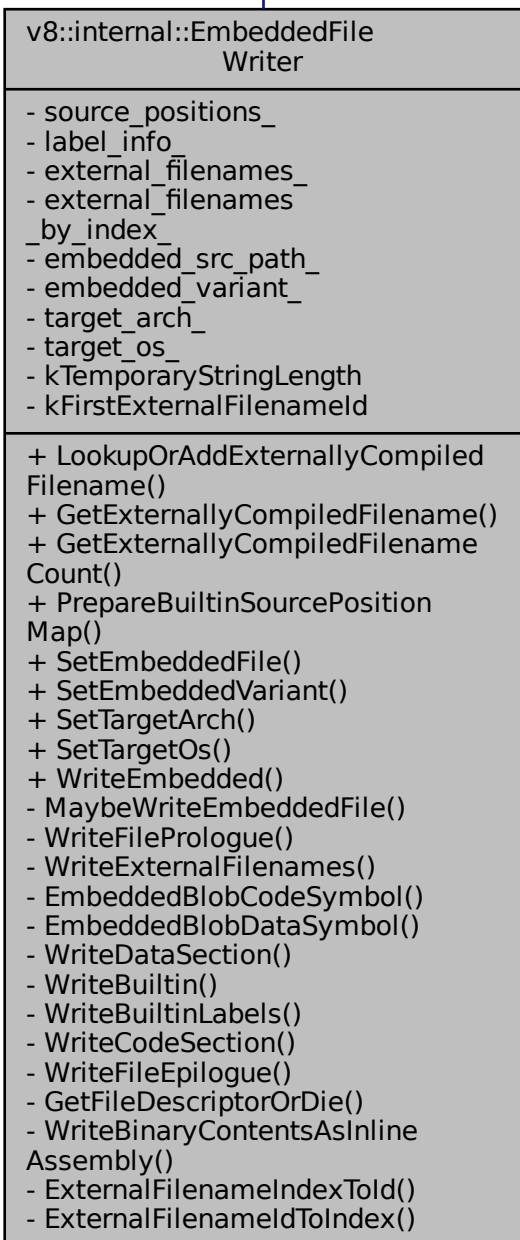 v8::internal::EmbeddedFile
Writer
- source_positions_
- label_info_
- external_filenames_
- external_filenames
_by_index_
- embedded_src_path_
- embedded_variant_
- target_arch_
- target_os_
- kTemporaryStringLength
- kFirstExternalFilenameId
+ LookupOrAddExternallyCompiled
Filename()
+ GetExternallyCompiledFilename()
+ GetExternallyCompiledFilename
Count()
+ PrepareBuiltinSourcePosition
Map()
+ SetEmbeddedFile()
+ SetEmbeddedVariant()
+ SetTargetArch()
+ SetTargetOs()
+ WriteEmbedded()
- MaybeWriteEmbeddedFile()
- WriteFilePrologue()
- WriteExternalFilenames()
- EmbeddedBlobCodeSymbol()
- EmbeddedBlobDataSymbol()
- WriteDataSection()
- WriteBuiltin()
- WriteBuiltinLabels()
- WriteCodeSection()
- WriteFileEpilogue()
- GetFileDescriptorOrDie()
- WriteBinaryContentsAsInline
Assembly()
- ExternalFilenameIndexToId()
- ExternalFilenameIdToIndex()